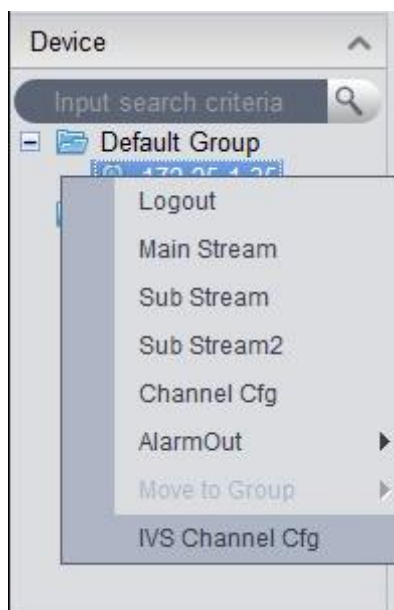 Device
Input search criteria
Default Group
Logout
Main Stream
Sub Stream
Sub Stream2
Channel Cfg
AlarmOut
Move to Group
IVS Channel Cfg